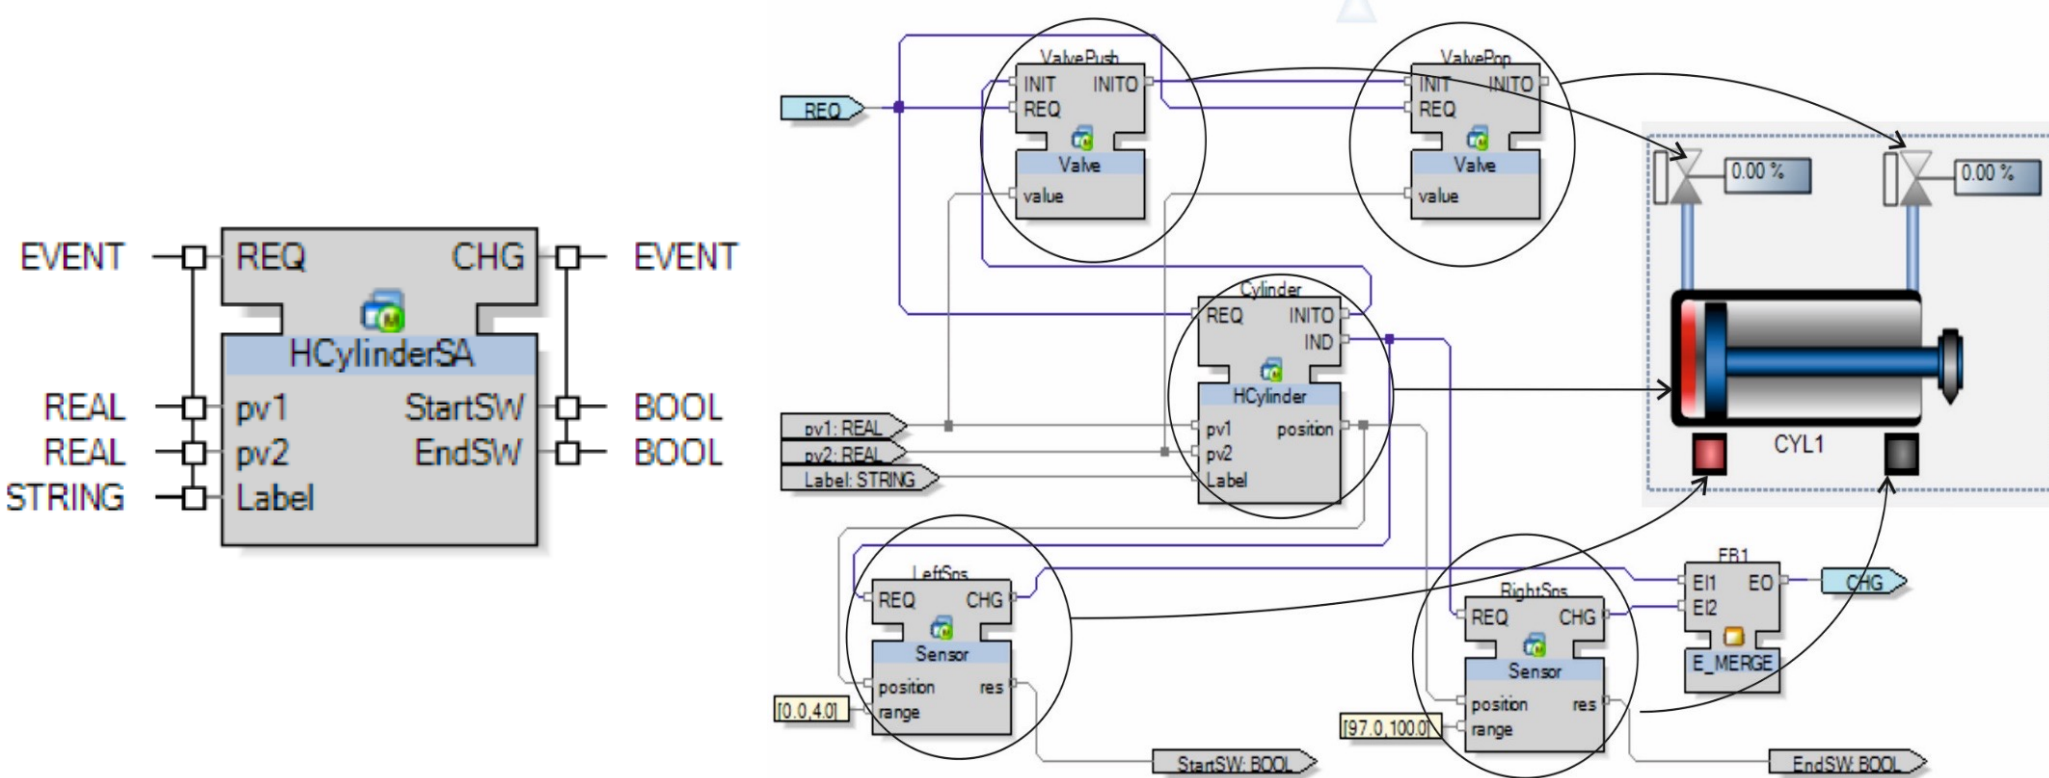 EVENT
REQ
CHG
EVENT
HCylinderSA
REAL
pv1
StartSW
BOOL
REAL
pv2
EndSW
BOOL
STRING
Label
REQ
ValvePush
INIT
INITO
REQ
Valve
value
ValvePop
INIT
INITO
REQ
Valve
value
0.00 %
0.00 %
CYL1
Cylinder
REQ
INITO
IND
HCylinder
pv1
position
pv2
Label
pv1: REAL
pv2: REAL
Label: STRING
LeftSns
REQ
CHG
Sensor
position
res
range
[0.0,4.0]
StartSW: BOOL
RightSns
REQ
CHG
Sensor
position
res
range
[97.0,100.0]
FB1
EI1
EO
EI2
E_MERGE
CHG
EndSW: BOOL